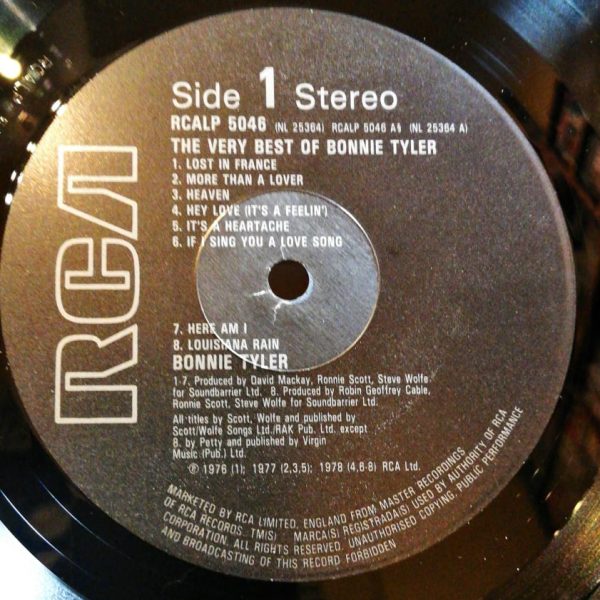 RCA
Side 1 Stereo
RCALP 5046 (NL 25364) RCALP 5046 A§ (NL 25364 A)
THE VERY BEST OF BONNIE TYLER
1. LOST IN FRANCE
2. MORE THAN A LOVER
3. HEAVEN
4. HEY LOVE (IT'S A FEELIN')
5. IT'S A HEARTACHE
6. IF I SING YOU A LOVE SONG
7. HERE AM I
8. LOUISIANA RAIN
BONNIE TYLER
1-7. Produced by David Mackay, Ronnie Scott, Steve Wolfe
for Soundbarrier Ltd. 8. Produced by Robin Geoffrey Cable,
Ronnie Scott, Steve Wolfe for Soundbarrier Ltd.
All titles by Scott, Wolfe and published by
Scott/Wolfe Songs Ltd./RAK Pub. Ltd. except
8. by Petty and published by Virgin
Music (Pub.) Ltd.
℗ 1976 (1); 1977 (2,3,5); 1978 (4,6-8) RCA Ltd.
MARKETED BY RCA LIMITED, ENGLAND FROM MASTER RECORDINGS
OF RCA RECORDS. TM(S) MARCA(S) REGISTRADA(S) USED BY AUTHORITY OF RCA
CORPORATION. ALL RIGHTS RESERVED. UNAUTHORISED COPYING, PUBLIC PERFORMANCE
AND BROADCASTING OF THIS RECORD FORBIDDEN